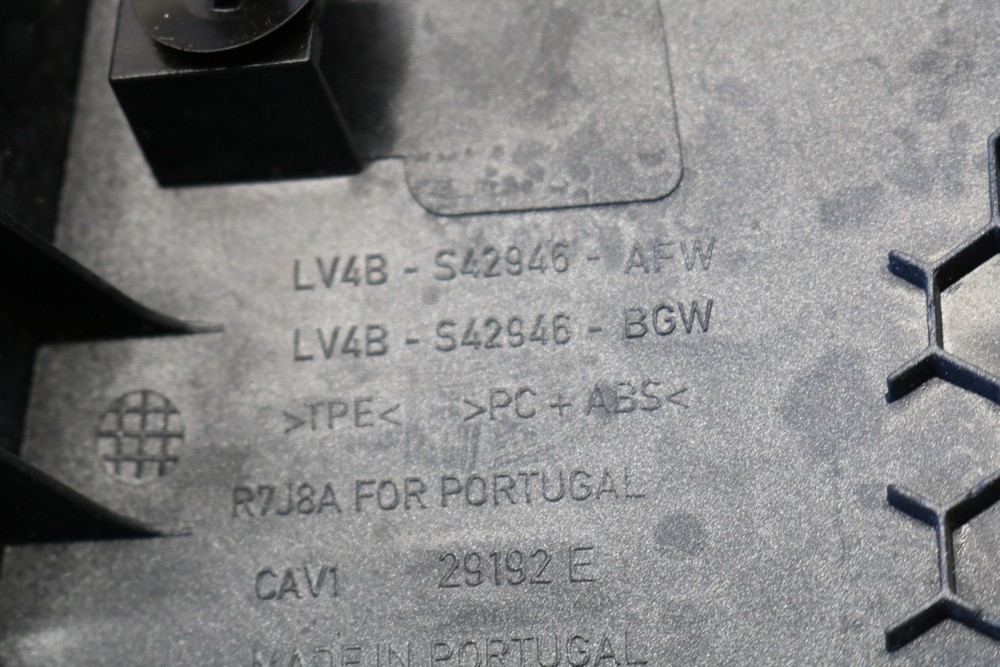 LV4B - S42946 - AFW
LV4B - S42946 - BGW
>TPE< >PC + ABS<
R7J8A FOR PORTUGAL
CAV1 29192 E
MADE IN PORTUGAL